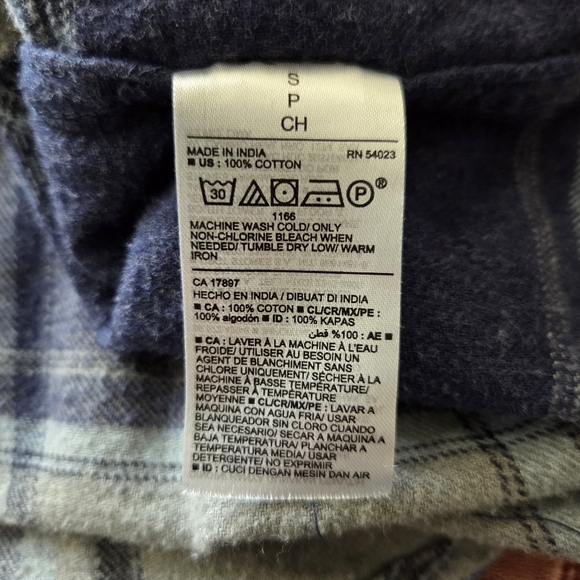 S
P
CH
MADE IN INDIA RN 54023
■ US : 100% COTTON
30 P ®
1166
MACHINE WASH COLD/ ONLY
NON-CHLORINE BLEACH WHEN
NEEDED/ TUMBLE DRY LOW/ WARM
IRON
CA 17897
HECHO EN INDIA / DIBUAT DI INDIA
■ CA : 100% COTON ■ CL/CR/MX/PE :
100% algodón ■ ID : 100% KAPAS
■ AE : 100% قطن
■ CA : LAVER À LA MACHINE À L'EAU
FROIDE/ UTILISER AU BESOIN UN
AGENT DE BLANCHIMENT SANS
CHLORE UNIQUEMENT/ SÉCHER À LA
MACHINE À BASSE TEMPÉRATURE/
REPASSER À TEMPÉRATURE
MOYENNE ■ CL/CR/MX/PE : LAVAR A
MAQUINA CON AGUA FRIA/ USAR
BLANQUEADOR SIN CLORO CUANDO
SEA NECESARIO/ SECAR A MAQUINA A
BAJA TEMPERATURA/ PLANCHAR A
TEMPERATURA MEDIA/ USAR
DETERGENTE/ NO EXPRIMIR
■ ID : CUCI DENGAN MESIN DAN AIR